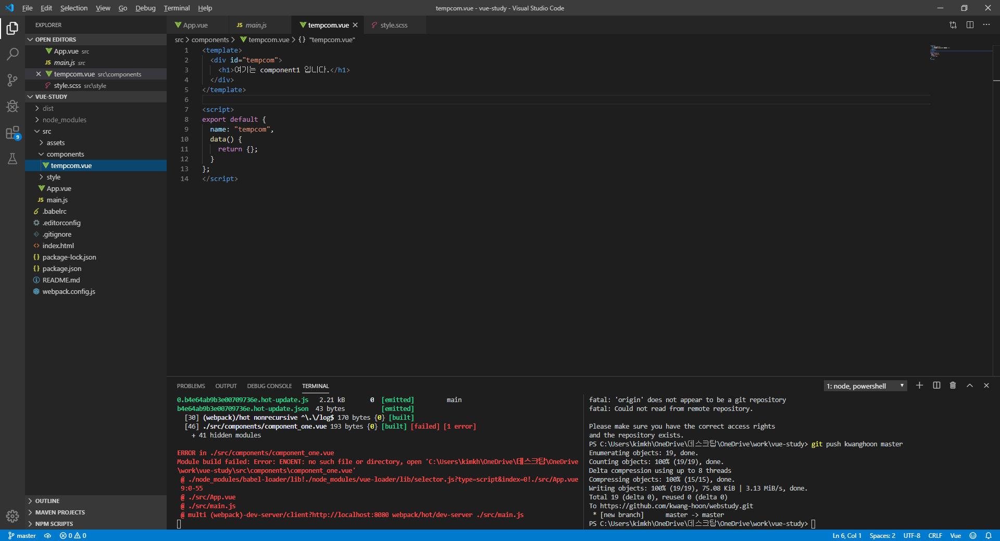 File Edit Selection View Go Debug Terminal Help
tempcom.vue - vue-study - Visual Studio Code
EXPLORER
OPEN EDITORS
App.vue src
main.js src
tempcom.vue src\components
style.scss src\style
VUE-STUDY
dist
node_modules
src
assets
components
tempcom.vue
style
App.vue
main.js
.babelrc
.editorconfig
.gitignore
index.html
package-lock.json
package.json
README.md
webpack.config.js
OUTLINE
MAVEN PROJECTS
NPM SCRIPTS
9
App.vue
JS main.js
tempcom.vue
style.scss
src > components > tempcom.vue > {} "tempcom.vue"
1 <template>
2 <div id="tempcom">
3 <h1>여기는 component1 입니다.</h1>
4 </div>
5 </template>
6
7 <script>
8 export default {
9 name: "tempcom",
10 data() {
11 return {};
12 }
13 };
14 </script>
PROBLEMS OUTPUT DEBUG CONSOLE TERMINAL
1: node, powershell
0.b4e64ab9b3e00709736e.hot-update.js 2.21 kB 0 [emitted] main
b4e64ab9b3e00709736e.hot-update.json 43 bytes [emitted]
[30] (webpack)/hot nonrecursive ^\.\/log$ 170 bytes {0} [built]
[46] ./src/components/component_one.vue 193 bytes {0} [built] [failed] [1 error]
+ 41 hidden modules
ERROR in ./src/components/component_one.vue
Module build failed: Error: ENOENT: no such file or directory, open 'C:\Users\kimkh\OneDrive\데스크탑\OneDrive
\work\vue-study\src\components\component_one.vue'
@ ./node_modules/babel-loader/lib!./node_modules/vue-loader/lib/selector.js?type=script&index=0!./src/App.vue
9:0-55
@ ./src/App.vue
@ ./src/main.js
@ multi (webpack)-dev-server/client?http://localhost:8080 webpack/hot/dev-server ./src/main.js
fatal: 'origin' does not appear to be a git repository
fatal: Could not read from remote repository.
Please make sure you have the correct access rights
and the repository exists.
PS C:\Users\kimkh\OneDrive\데스크탑\OneDrive\work\vue-study> git push kwanghoon master
Enumerating objects: 19, done.
Counting objects: 100% (19/19), done.
Delta compression using up to 8 threads
Compressing objects: 100% (15/15), done.
Writing objects: 100% (19/19), 75.08 KiB | 3.13 MiB/s, done.
Total 19 (delta 0), reused 0 (delta 0)
To https://github.com/kwang-hoon/webstudy.git
* [new branch] master -> master
PS C:\Users\kimkh\OneDrive\데스크탑\OneDrive\work\vue-study>
master 0 0
Ln 6, Col 1 Spaces: 2 UTF-8 CRLF Vue